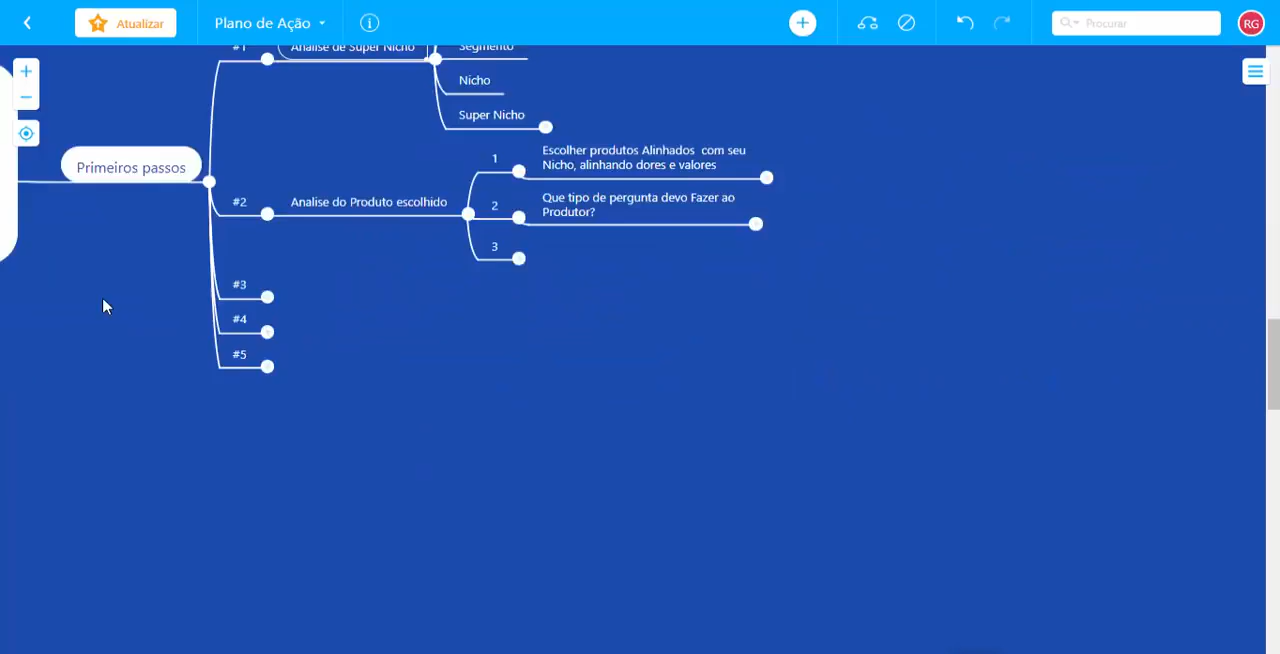 Atualizar
Plano de Ação
Procurar
RG
#1
Analise de Super Nicho
Segmento
Nicho
Super Nicho
Primeiros passos
#2
Analise do Produto escolhido
1
Escolher produtos Alinhados com seu
Nicho, alinhando dores e valores
2
Que tipo de pergunta devo Fazer ao
Produtor?
3
#3
#4
#5